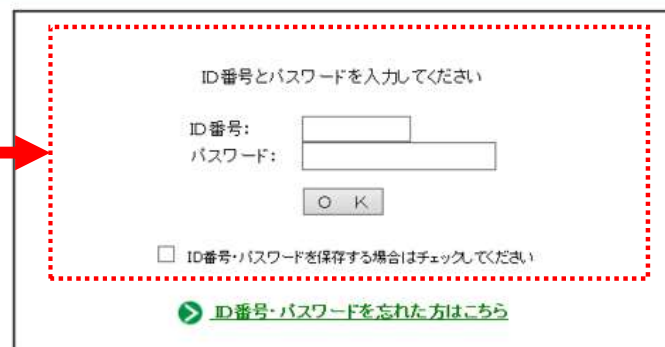 ID番号とパスワードを入力してください
ID番号:
パスワード:
O K
ID番号・パスワードを保存する場合はチェックしてください
ID番号・パスワードを忘れた方はこちら